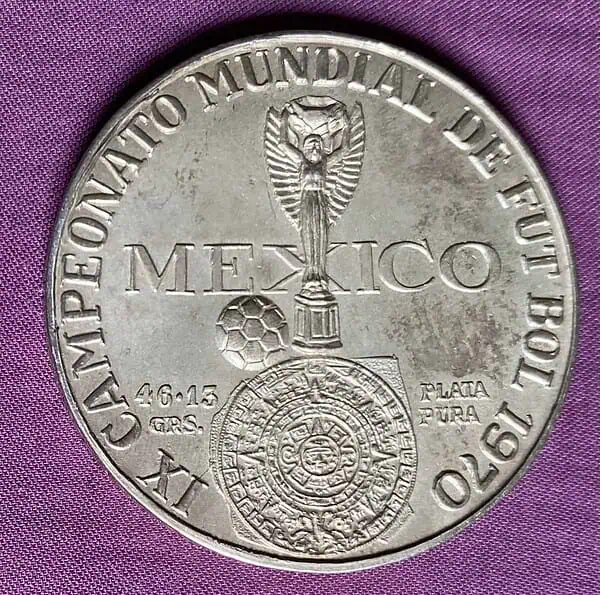 IX CAMPEONATO MUNDIAL DE FUT BOL 1970
MEXICO
46·13 GRS.
PLATA PURA